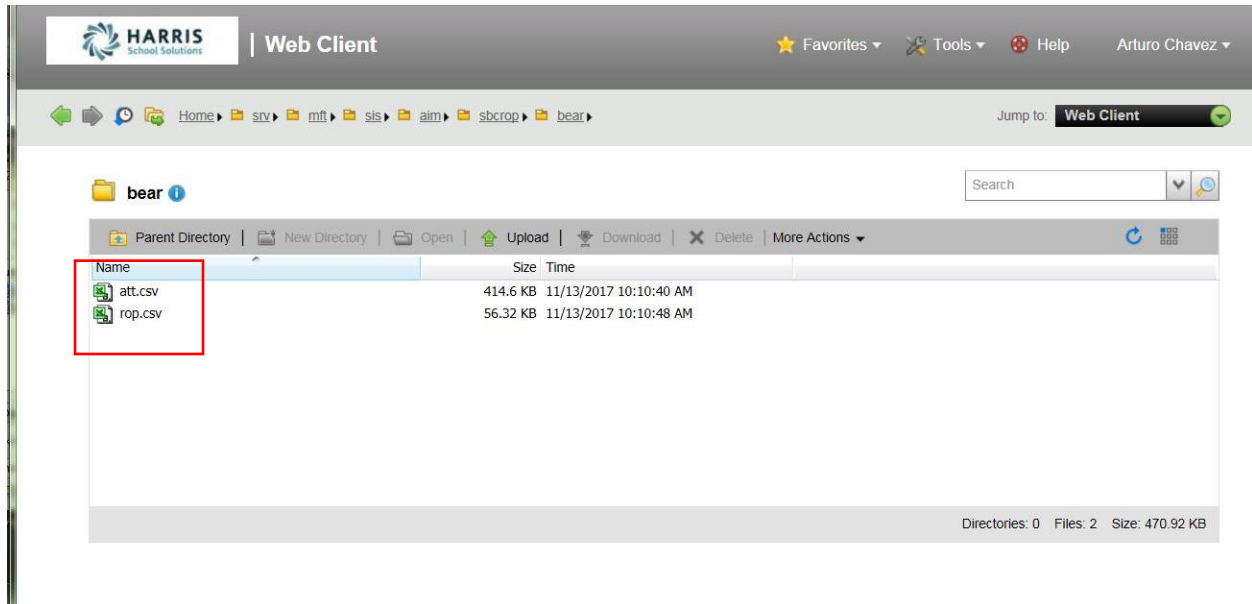 HARRIS
School Solutions
| Web Client
Favorites Tools Help Arturo Chavez
Home srv mft sis aim sbcrop bear
Jump to: Web Client
bear
Search
Parent Directory | New Directory | Open | Upload | Download | Delete | More Actions
Name Size Time
att.csv 414.6 KB 11/13/2017 10:10:40 AM
rop.csv 56.32 KB 11/13/2017 10:10:48 AM
Directories: 0 Files: 2 Size: 470.92 KB